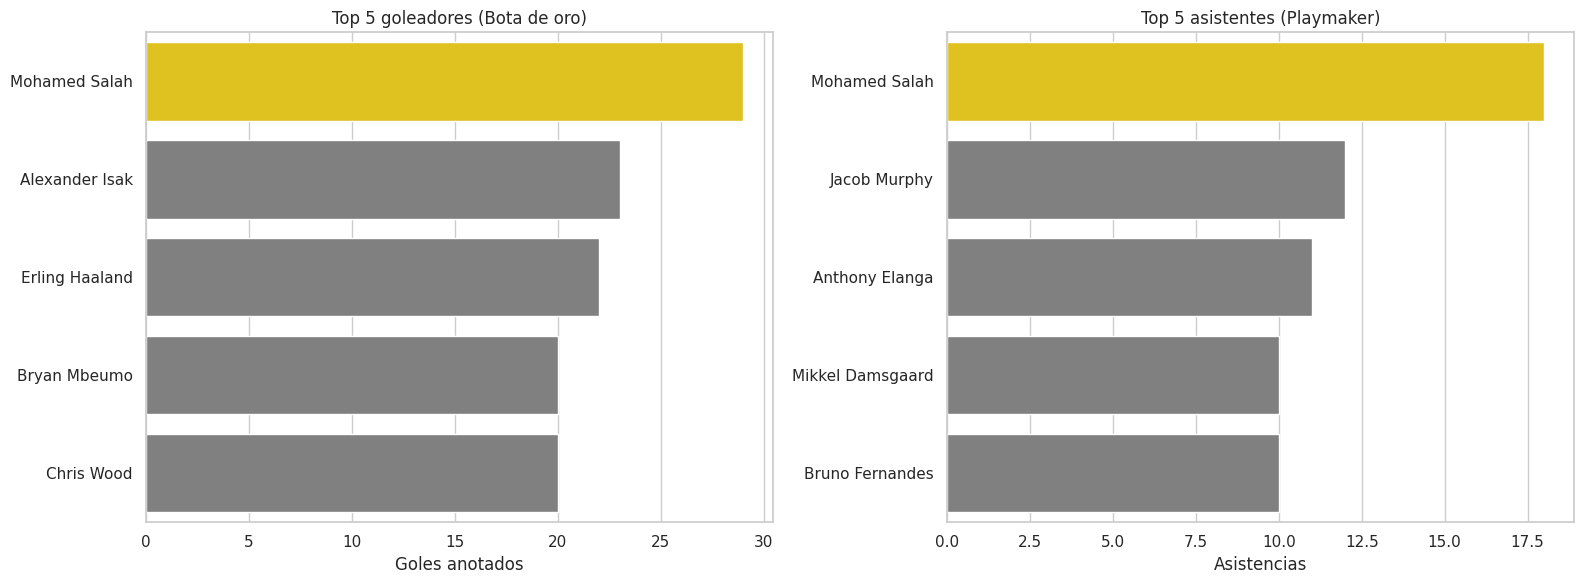 Top 5 goleadores (Bota de oro)
Mohamed Salah
Alexander Isak
Erling Haaland
Bryan Mbeumo
Chris Wood
0 5 10 15 20 25 30
Goles anotados
Top 5 asistentes (Playmaker)
Mohamed Salah
Jacob Murphy
Anthony Elanga
Mikkel Damsgaard
Bruno Fernandes
0.0 2.5 5.0 7.5 10.0 12.5 15.0 17.5
Asistencias